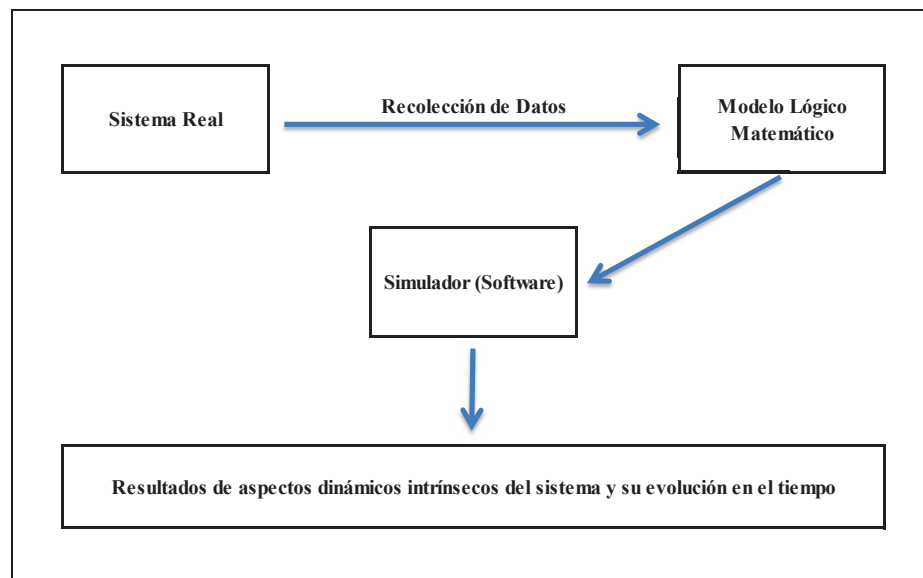 Sistema Real
Recolección de Datos
Modelo Lógico
Matemático
Simulador (Software)
Resultados de aspectos dinámicos intrínsecos del sistema y su evolución en el tiempo